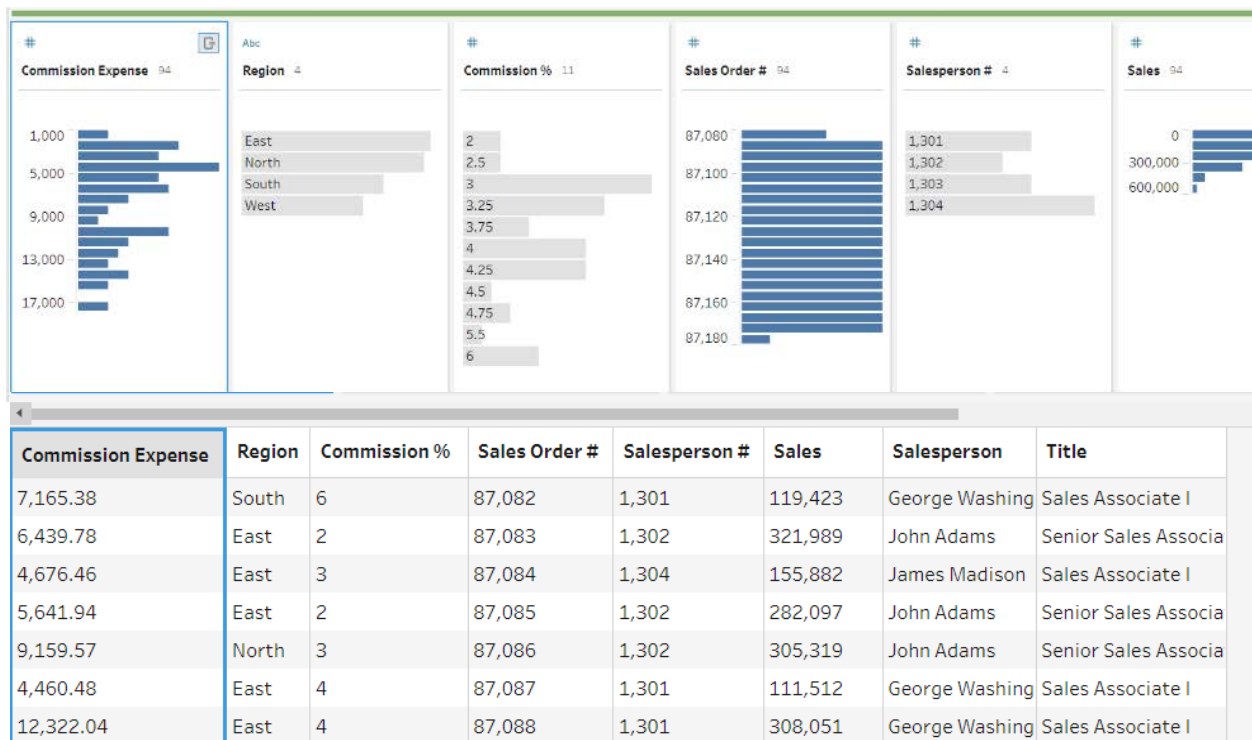 # Abc # # # #
Commission Expense 94 Region 4 Commission % 11 Sales Order # 94 Salesperson # 4 Sales 94
1,000
5,000
9,000
13,000
17,000
East
North
South
West
2
2.5
3
3.25
3.75
4
4.25
4.5
4.75
5.5
6
87,080
87,100
87,120
87,140
87,160
87,180
1,301
1,302
1,303
1,304
0
300,000
600,000
Commission Expense Region Commission % Sales Order # Salesperson # Sales Salesperson Title
7,165.38 South 6 87,082 1,301 119,423 George Washing Sales Associate I
6,439.78 East 2 87,083 1,302 321,989 John Adams Senior Sales Associa
4,676.46 East 3 87,084 1,304 155,882 James Madison Sales Associate I
5,641.94 East 2 87,085 1,302 282,097 John Adams Senior Sales Associa
9,159.57 North 3 87,086 1,302 305,319 John Adams Senior Sales Associa
4,460.48 East 4 87,087 1,301 111,512 George Washing Sales Associate I
12,322.04 East 4 87,088 1,301 308,051 George Washing Sales Associate I